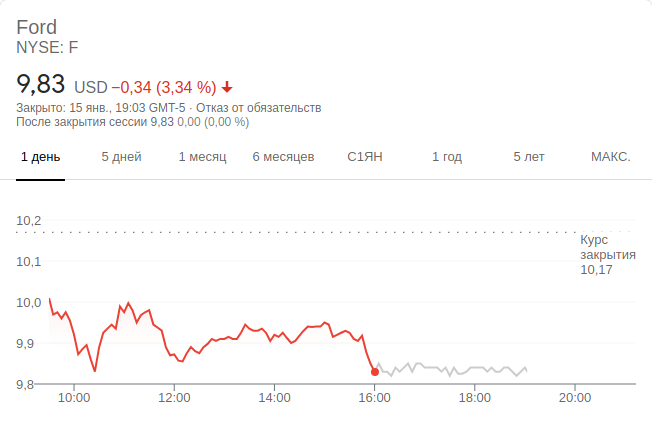 Ford
NYSE: F
9,83 USD −0,34 (3,34 %)
Закрыто: 15 янв., 19:03 GMT-5 · Отказ от обязательств
После закрытия сессии 9,83 0,00 (0,00 %)
1 день 5 дней 1 месяц 6 месяцев С1ЯН 1 год 5 лет МАКС.
10,2
Курс
закрытия
10,17
10,1
10,0
9,9
9,8
10:00 12:00 14:00 16:00 18:00 20:00